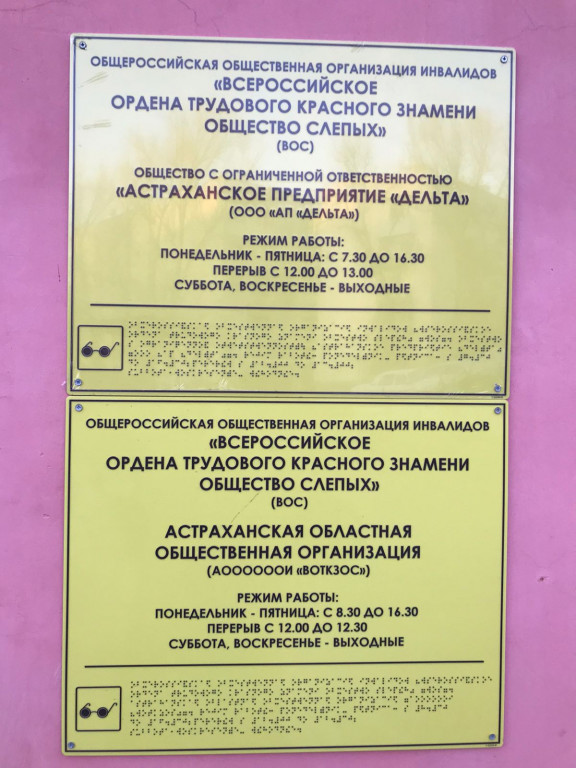 ОБЩЕРОССИЙСКАЯ ОБЩЕСТВЕННАЯ ОРГАНИЗАЦИЯ ИНВАЛИДОВ
«ВСЕРОССИЙСКОЕ
ОРДЕНА ТРУДОВОГО КРАСНОГО ЗНАМЕНИ
ОБЩЕСТВО СЛЕПЫХ»
(ВОС)
ОБЩЕСТВО С ОГРАНИЧЕННОЙ ОТВЕТСТВЕННОСТЬЮ
«АСТРАХАНСКОЕ ПРЕДПРИЯТИЕ «ДЕЛЬТА»
(ООО «АП «ДЕЛЬТА»)
РЕЖИМ РАБОТЫ:
ПОНЕДЕЛЬНИК - ПЯТНИЦА: С 7.30 ДО 16.30
ПЕРЕРЫВ С 12.00 ДО 13.00
СУББОТА, ВОСКРЕСЕНЬЕ - ВЫХОДНЫЕ
ОБЩЕРОССИЙСКАЯ ОБЩЕСТВЕННАЯ ОРГАНИЗАЦИЯ ИНВАЛИДОВ
«ВСЕРОССИЙСКОЕ
ОРДЕНА ТРУДОВОГО КРАСНОГО ЗНАМЕНИ
ОБЩЕСТВО СЛЕПЫХ»
(ВОС)
АСТРАХАНСКАЯ ОБЛАСТНАЯ
ОБЩЕСТВЕННАЯ ОРГАНИЗАЦИЯ
(АООООООИ «ВОТКЗОС»)
РЕЖИМ РАБОТЫ:
ПОНЕДЕЛЬНИК - ПЯТНИЦА: С 8.30 ДО 16.30
ПЕРЕРЫВ С 12.00 ДО 12.30
СУББОТА, ВОСКРЕСЕНЬЕ - ВЫХОДНЫЕ